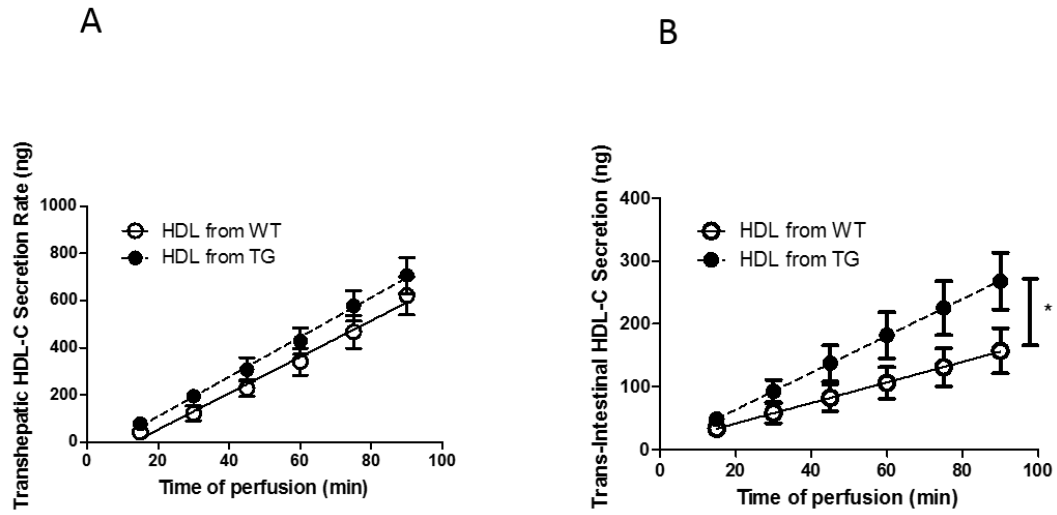 A
Transhepatic HDL-C Secretion Rate (ng)
1000
800
600
400
200
0
HDL from WT
HDL from TG
0 20 40 60 80 100
Time of perfusion (min)
B
Trans-Intestinal HDL-C Secretion (ng)
400
300
200
100
0
HDL from WT
HDL from TG
*
0 20 40 60 80 100
Time of perfusion (min)